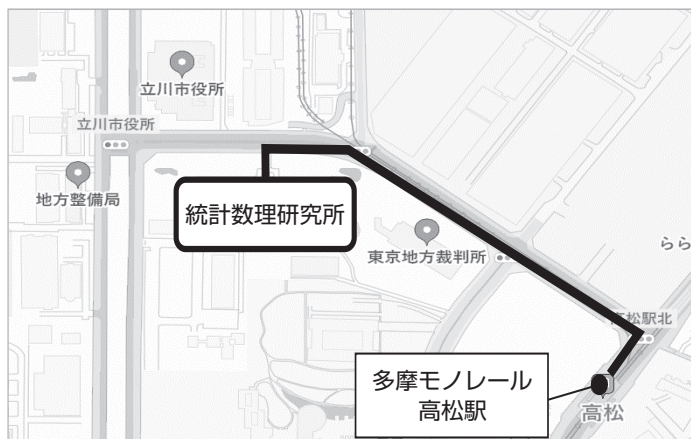 立川市役所
立川市役所
地方整備局
統計数理研究所
東京地方裁判所
らら
高松駅北
多摩モノレール
高松駅
高松